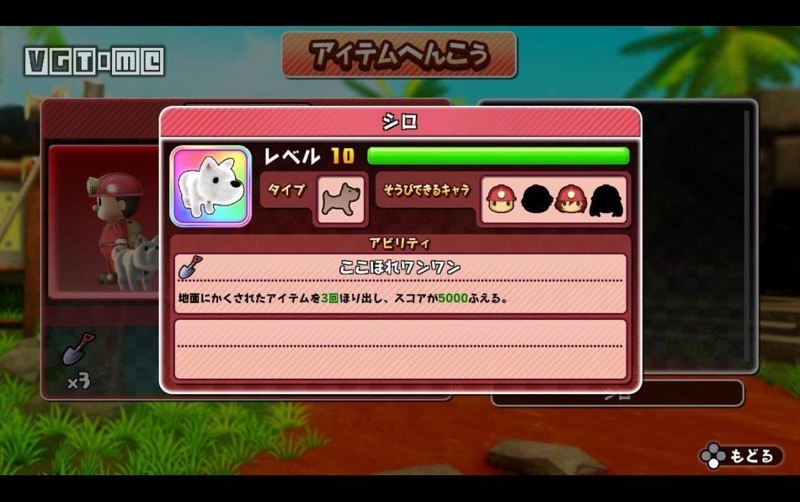 VGTIME
アイテムへんこう
シロ
レベル 10
タイプ
そうびできるキャラ
アビリティ
ここほれワンワン
地面にかくされたアイテムを3回ほり出し、スコアが5000ふえる。
x3
シロ
もどる